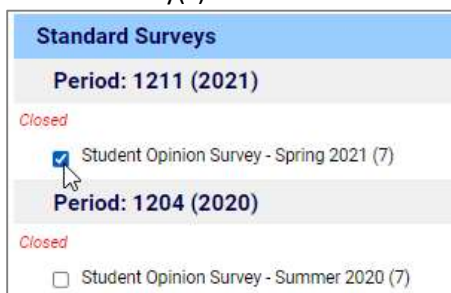 Standard Surveys
Period: 1211 (2021)
Closed
Student Opinion Survey - Spring 2021 (7)
Period: 1204 (2020)
Closed
Student Opinion Survey - Summer 2020 (7)